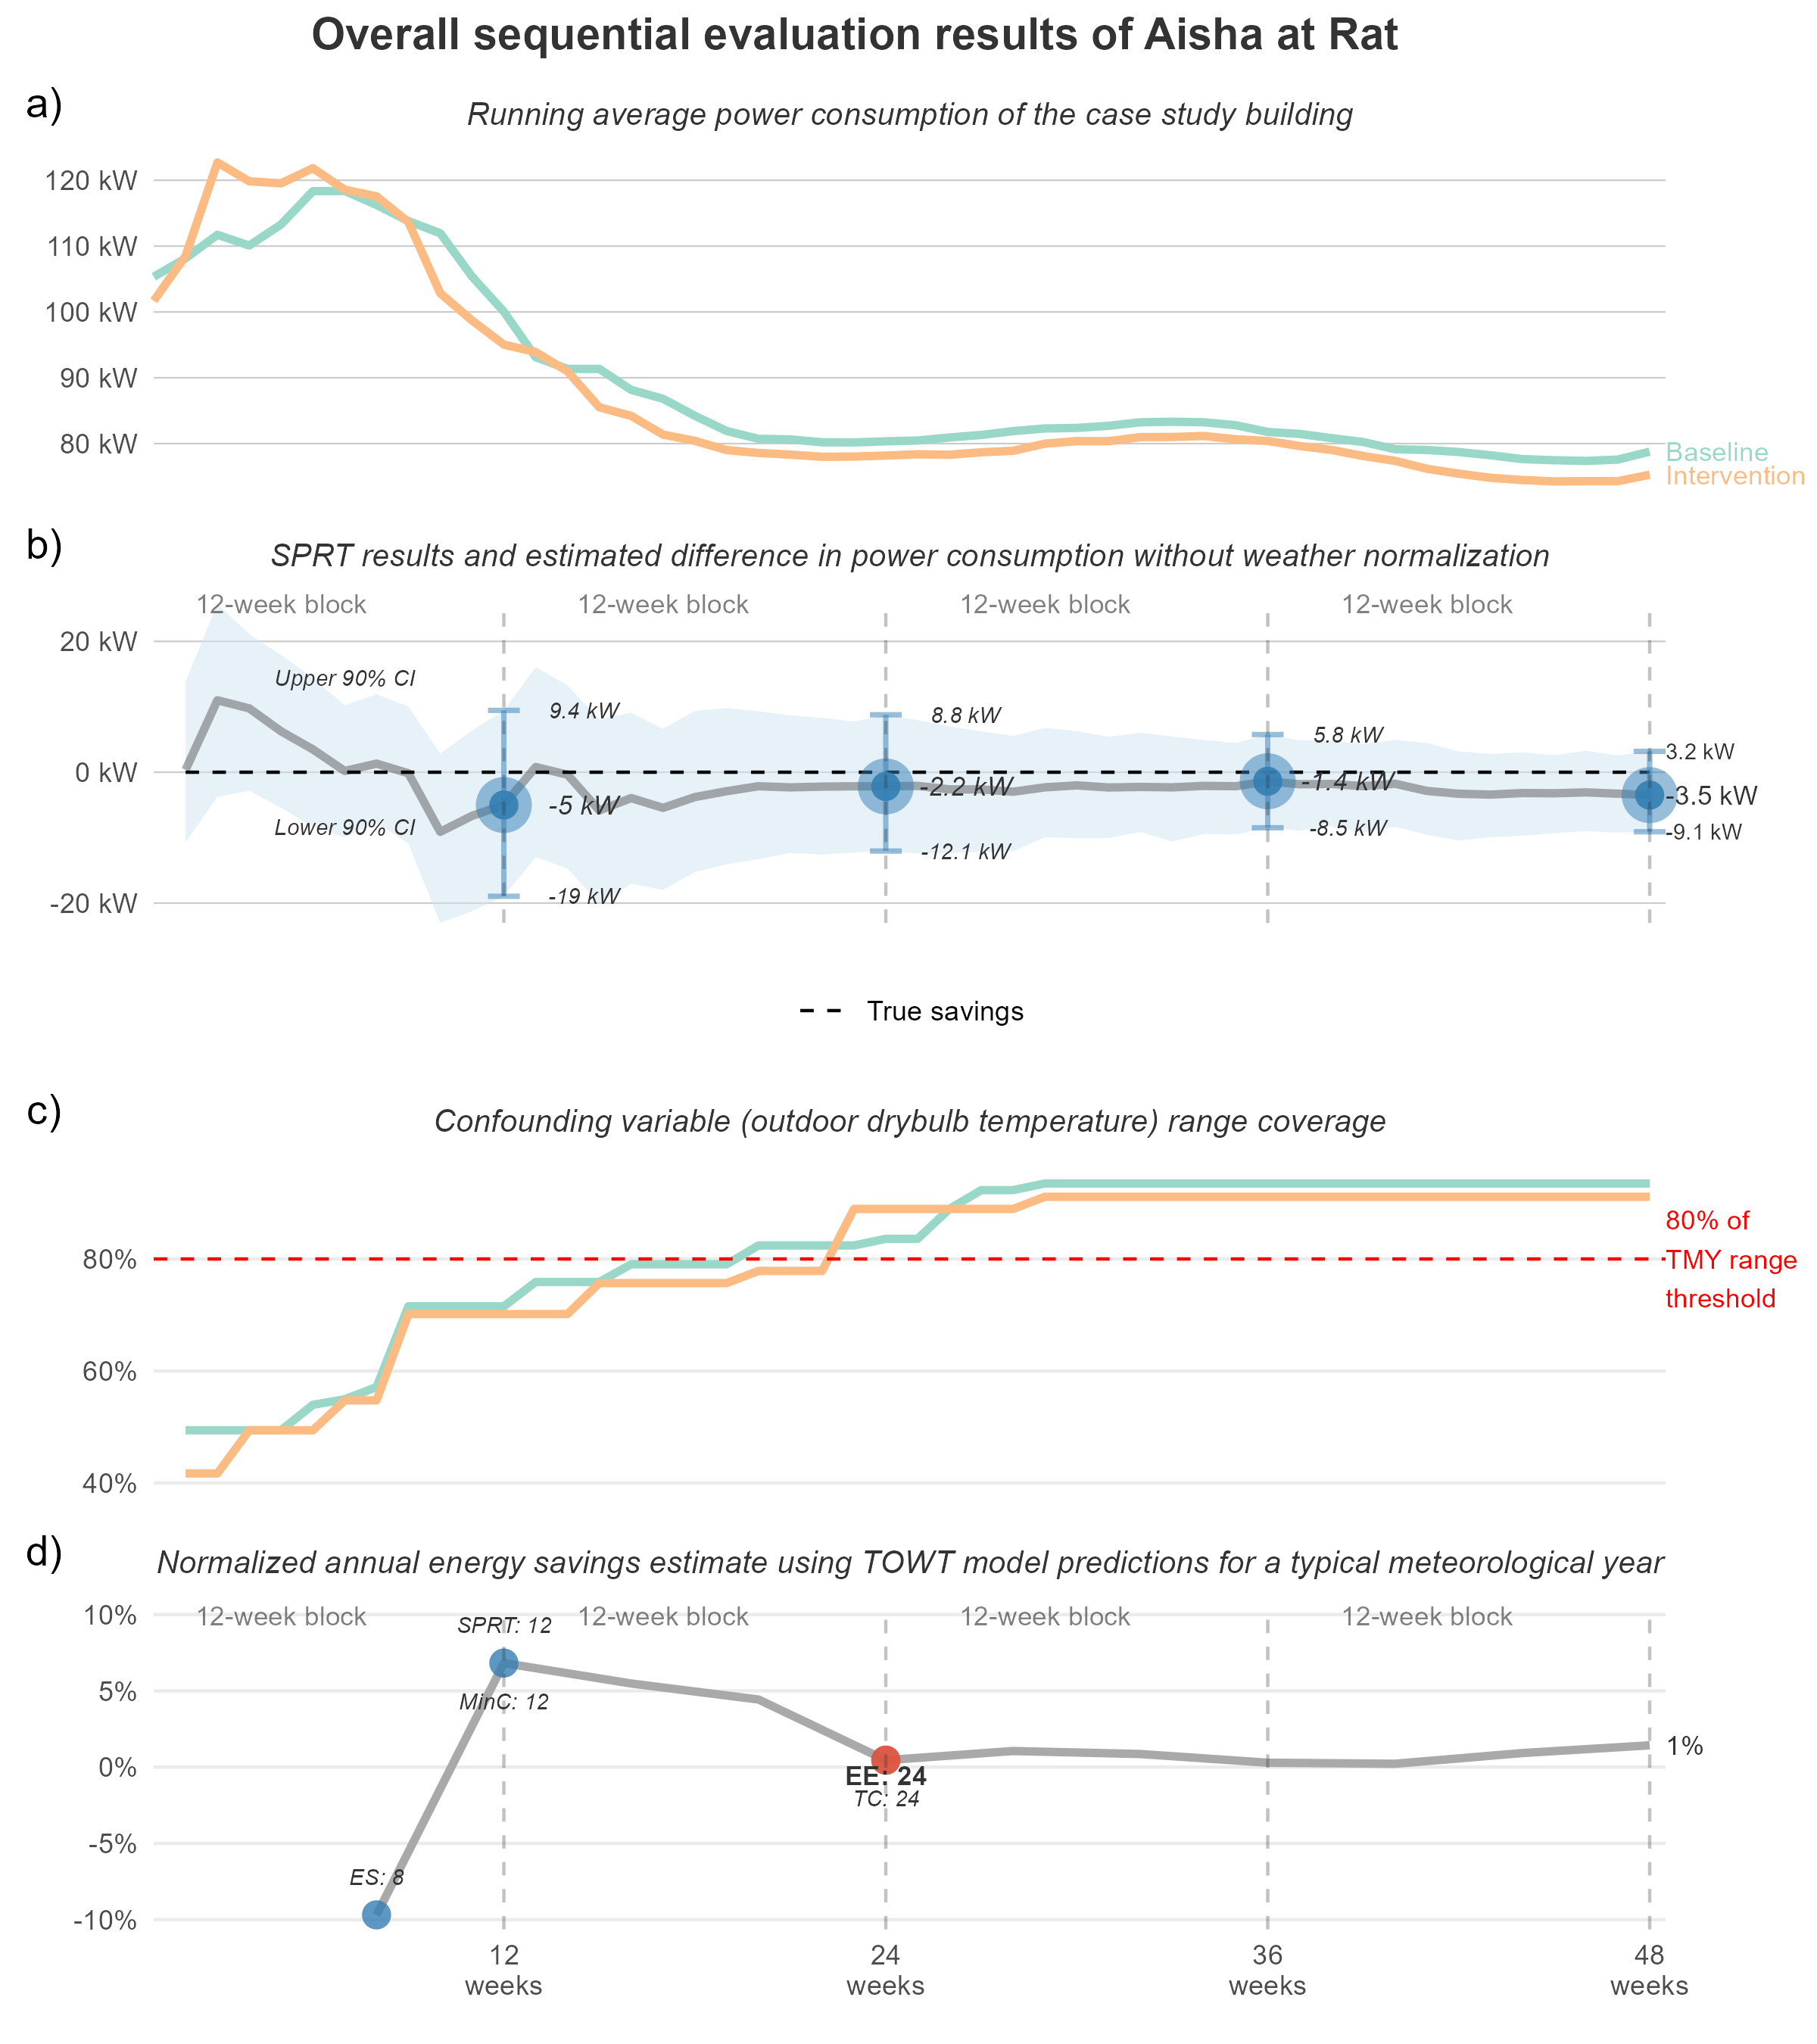 Overall sequential evaluation results of Aisha at Rat
a)
Running average power consumption of the case study building
120 kW
110 kW
100 kW
90 kW
80 kW
Baseline
Intervention
b)
SPRT results and estimated difference in power consumption without weather normalization
12-week block 12-week block 12-week block 12-week block
20 kW
0 kW
-20 kW
Upper 90% CI
Lower 90% CI
9.4 kW
-5 kW
-19 kW
8.8 kW
-2.2 kW
-12.1 kW
5.8 kW
-1.4 kW
-8.5 kW
3.2 kW
-3.5 kW
-9.1 kW
True savings
c)
Confounding variable (outdoor drybulb temperature) range coverage
80%
60%
40%
80% of
TMY range
threshold
d)
Normalized annual energy savings estimate using TOWT model predictions for a typical meteorological year
12-week block 12-week block 12-week block 12-week block
10%
5%
0%
-5%
-10%
SPRT: 12
MinC: 12
ES: 8
EE: 24
TC: 24
1%
12
weeks
24
weeks
36
weeks
48
weeks